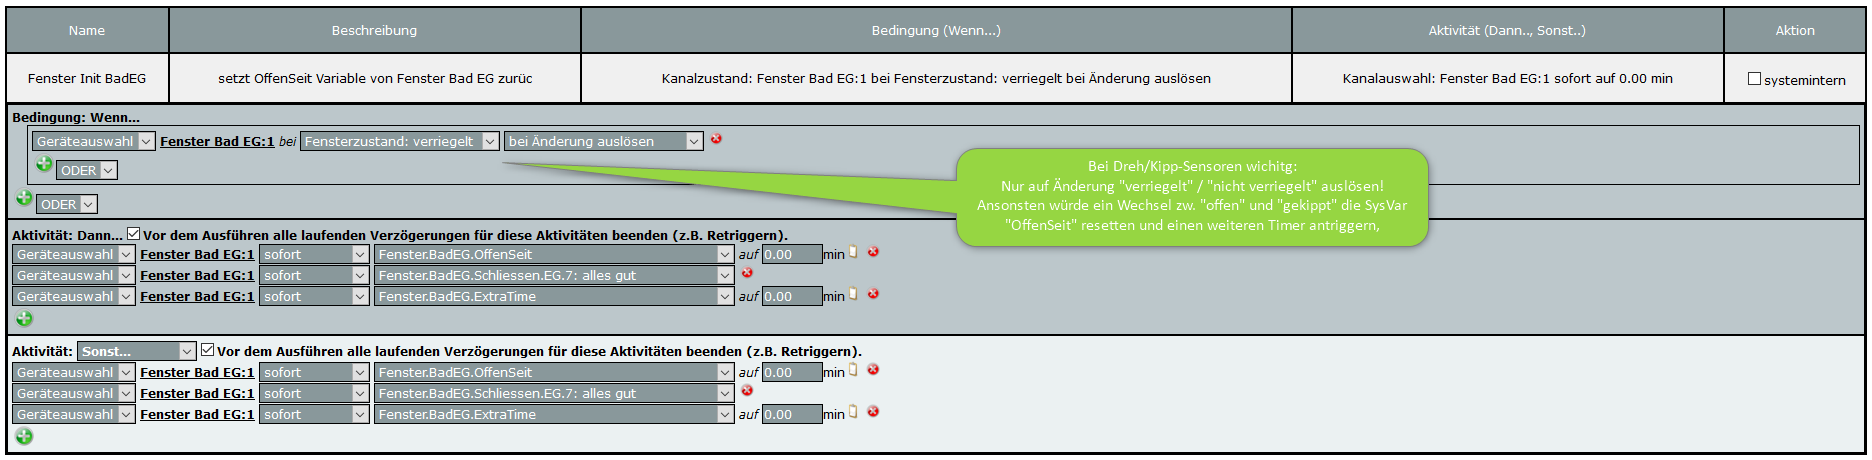 Name Beschreibung Bedingung (Wenn...) Aktivität (Dann.., Sonst..) Aktion
Fenster Init BadEG setzt OffenSeit Variable von Fenster Bad EG zurüc Kanalzustand: Fenster Bad EG:1 bei Fensterzustand: verriegelt bei Änderung auslösen Kanalauswahl: Fenster Bad EG:1 sofort auf 0.00 min systemintern
Bedingung: Wenn...
Geräteauswahl Fenster Bad EG:1 bei Fensterzustand: verriegelt bei Änderung auslösen
ODER
ODER
Bei Dreh/Kipp-Sensoren wichitg:
Nur auf Änderung "verriegelt" / "nicht verriegelt" auslösen!
Ansonsten würde ein Wechsel zw. "offen" und "gekippt" die SysVar
"OffenSeit" resetten und einen weiteren Timer antriggern,
Aktivität: Dann... Vor dem Ausführen alle laufenden Verzögerungen für diese Aktivitäten beenden (z.B. Retriggern).
Geräteauswahl Fenster Bad EG:1 sofort Fenster.BadEG.OffenSeit auf 0.00 min
Geräteauswahl Fenster Bad EG:1 sofort Fenster.BadEG.Schliessen.EG.7: alles gut
Geräteauswahl Fenster Bad EG:1 sofort Fenster.BadEG.ExtraTime auf 0.00 min
Aktivität: Sonst... Vor dem Ausführen alle laufenden Verzögerungen für diese Aktivitäten beenden (z.B. Retriggern).
Geräteauswahl Fenster Bad EG:1 sofort Fenster.BadEG.OffenSeit auf 0.00 min
Geräteauswahl Fenster Bad EG:1 sofort Fenster.BadEG.Schliessen.EG.7: alles gut
Geräteauswahl Fenster Bad EG:1 sofort Fenster.BadEG.ExtraTime auf 0.00 min